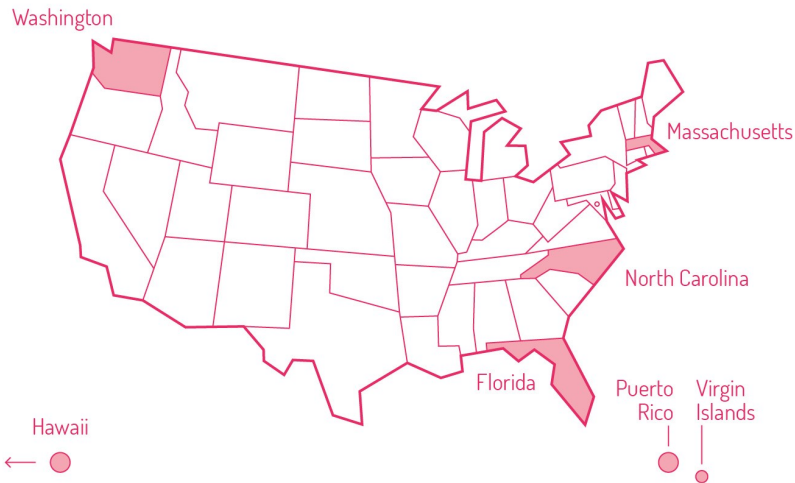 Washington
Massachusetts
North Carolina
Florida
Puerto
Rico
Virgin
Islands
Hawaii